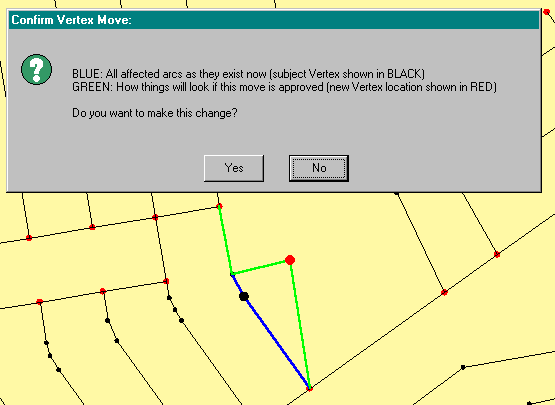 Confirm Vertex Move:
BLUE: All affected arcs as they exist now (subject Vertex shown in BLACK)
GREEN: How things will look if this move is approved (new Vertex location shown in RED)
Do you want to make this change?
Yes
No